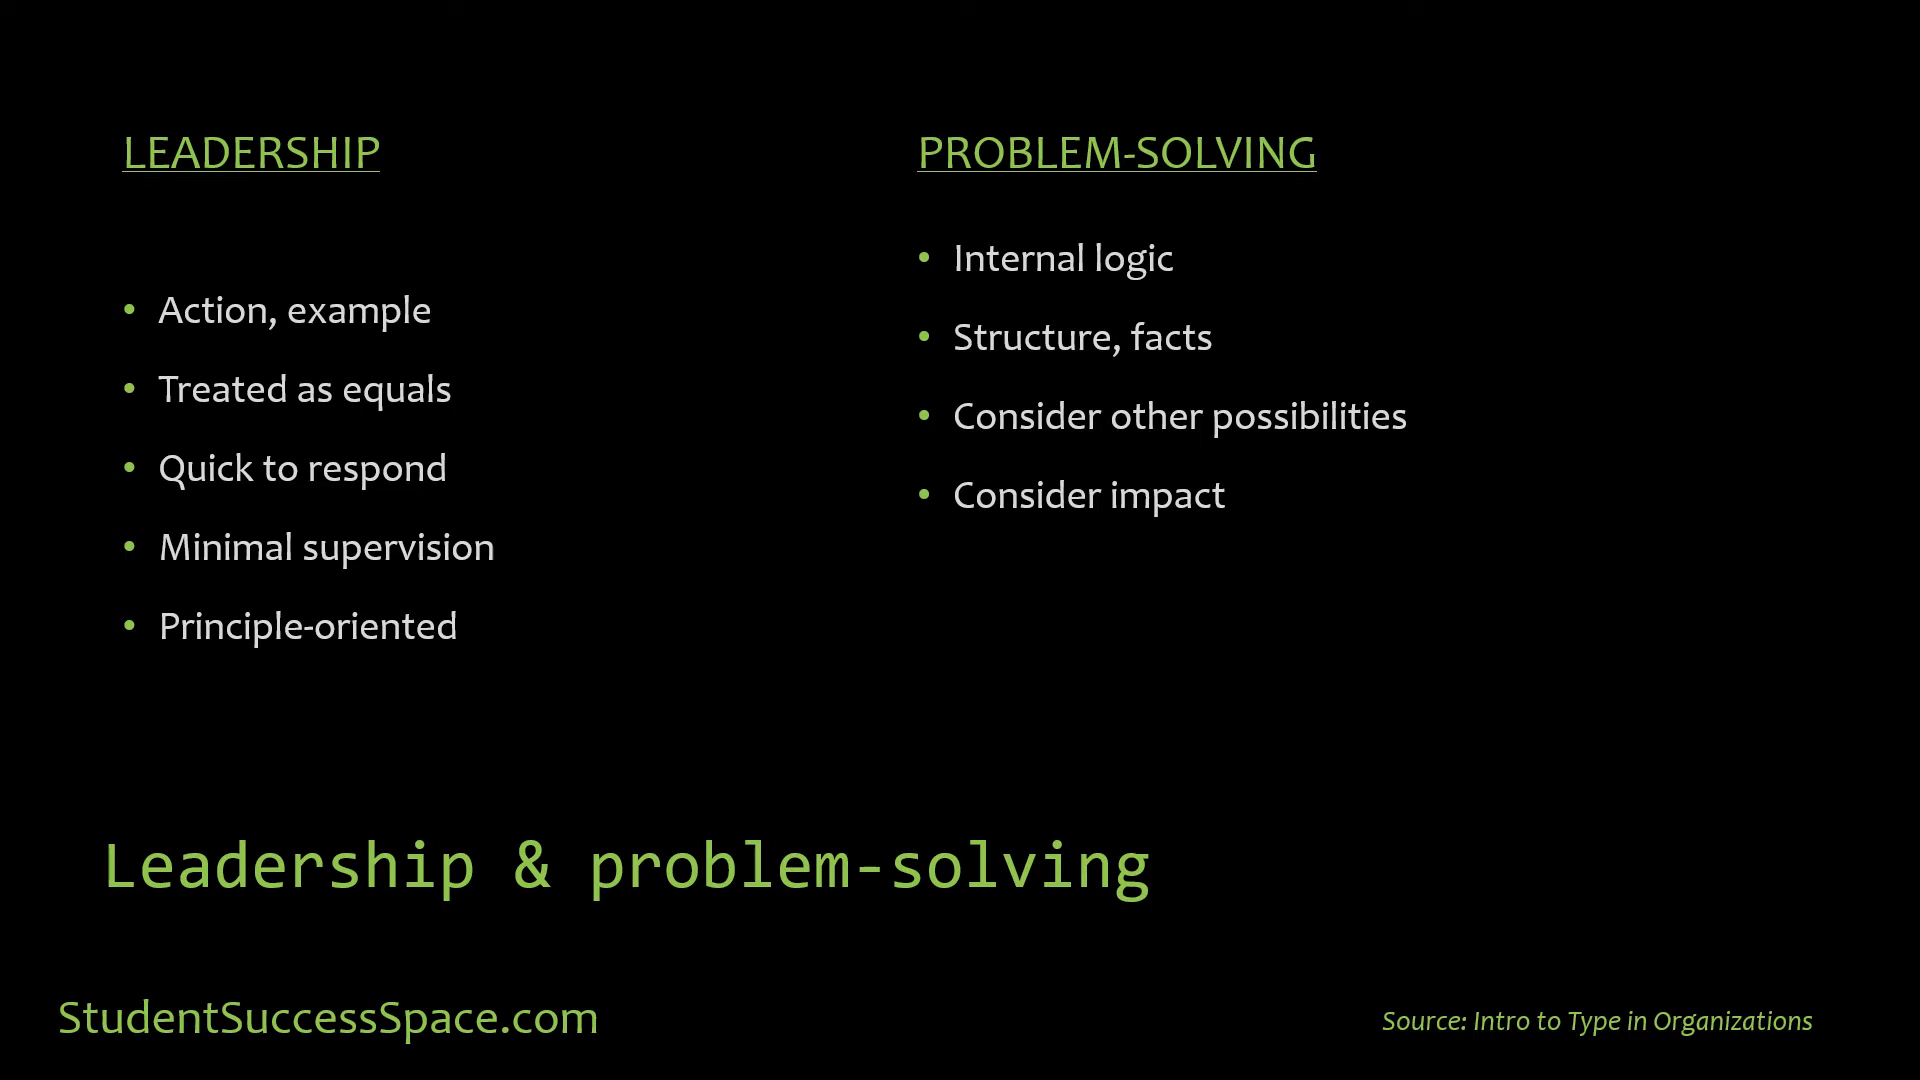 LEADERSHIP
• Action, example
• Treated as equals
• Quick to respond
• Minimal supervision
• Principle-oriented
PROBLEM-SOLVING
• Internal logic
• Structure, facts
• Consider other possibilities
• Consider impact
Leadership & problem-solving
StudentSuccessSpace.com
Source: Intro to Type in Organizations